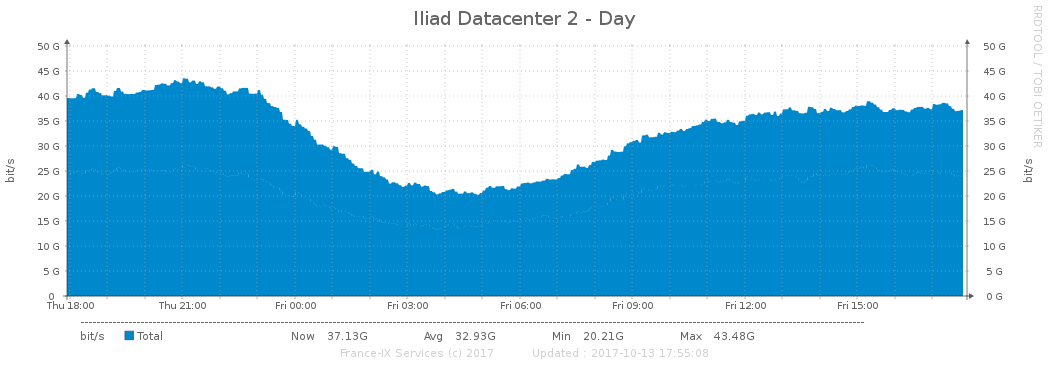 Iliad Datacenter 2 - Day
RRDTOOL / TOBI OETIKER
50 G 50 G
45 G 45 G
40 G 40 G
35 G 35 G
30 G 30 G
25 G 25 G
20 G 20 G
15 G 15 G
10 G 10 G
5 G 5 G
0 0 G
bit/s bit/s
Thu 18:00 Thu 21:00 Fri 00:00 Fri 03:00 Fri 06:00 Fri 09:00 Fri 12:00 Fri 15:00
bit/s Total Now 37.13G Avg 32.93G Min 20.21G Max 43.48G
France-IX Services (c) 2017 Updated : 2017-10-13 17:55:08